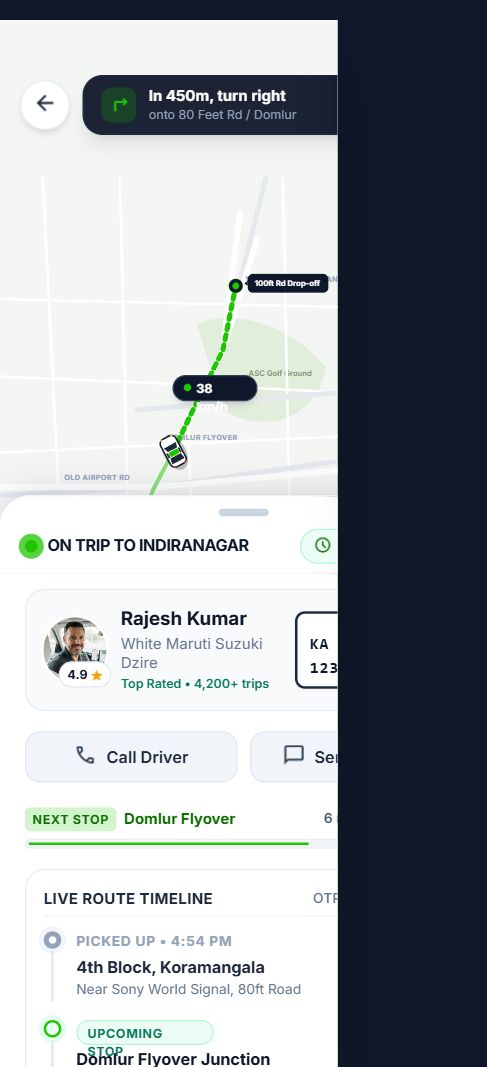 In 450m, turn right
onto 80 Feet Rd / Domlur
100ft Rd Drop-off
ASC Golf Ground
38
km/h
LUR FLYOVER
OLD AIRPORT RD
ON TRIP TO INDIRANAGAR
Rajesh Kumar
White Maruti Suzuki
Dzire
4.9
Top Rated • 4,200+ trips
KA
123
Call Driver
NEXT STOP Domlur Flyover 6
LIVE ROUTE TIMELINE
PICKED UP • 4:54 PM
4th Block, Koramangala
Near Sony World Signal, 80ft Road
UPCOMING
STOP
Domlur Flyover Junction